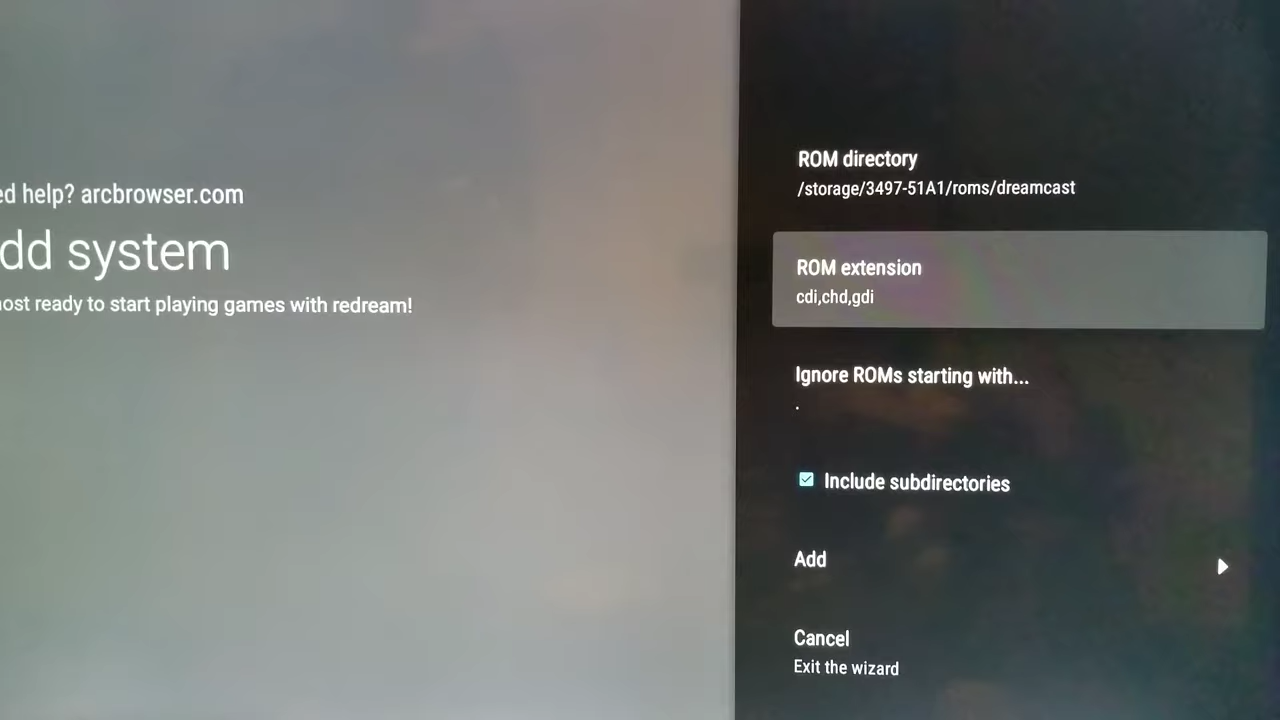 ed help? arcbrowser.com
dd system
ost ready to start playing games with redream!
ROM directory
/storage/3497-51A1/roms/dreamcast
ROM extension
cdi,chd,gdi
Ignore ROMs starting with...
.
Include subdirectories
Add
Cancel
Exit the wizard